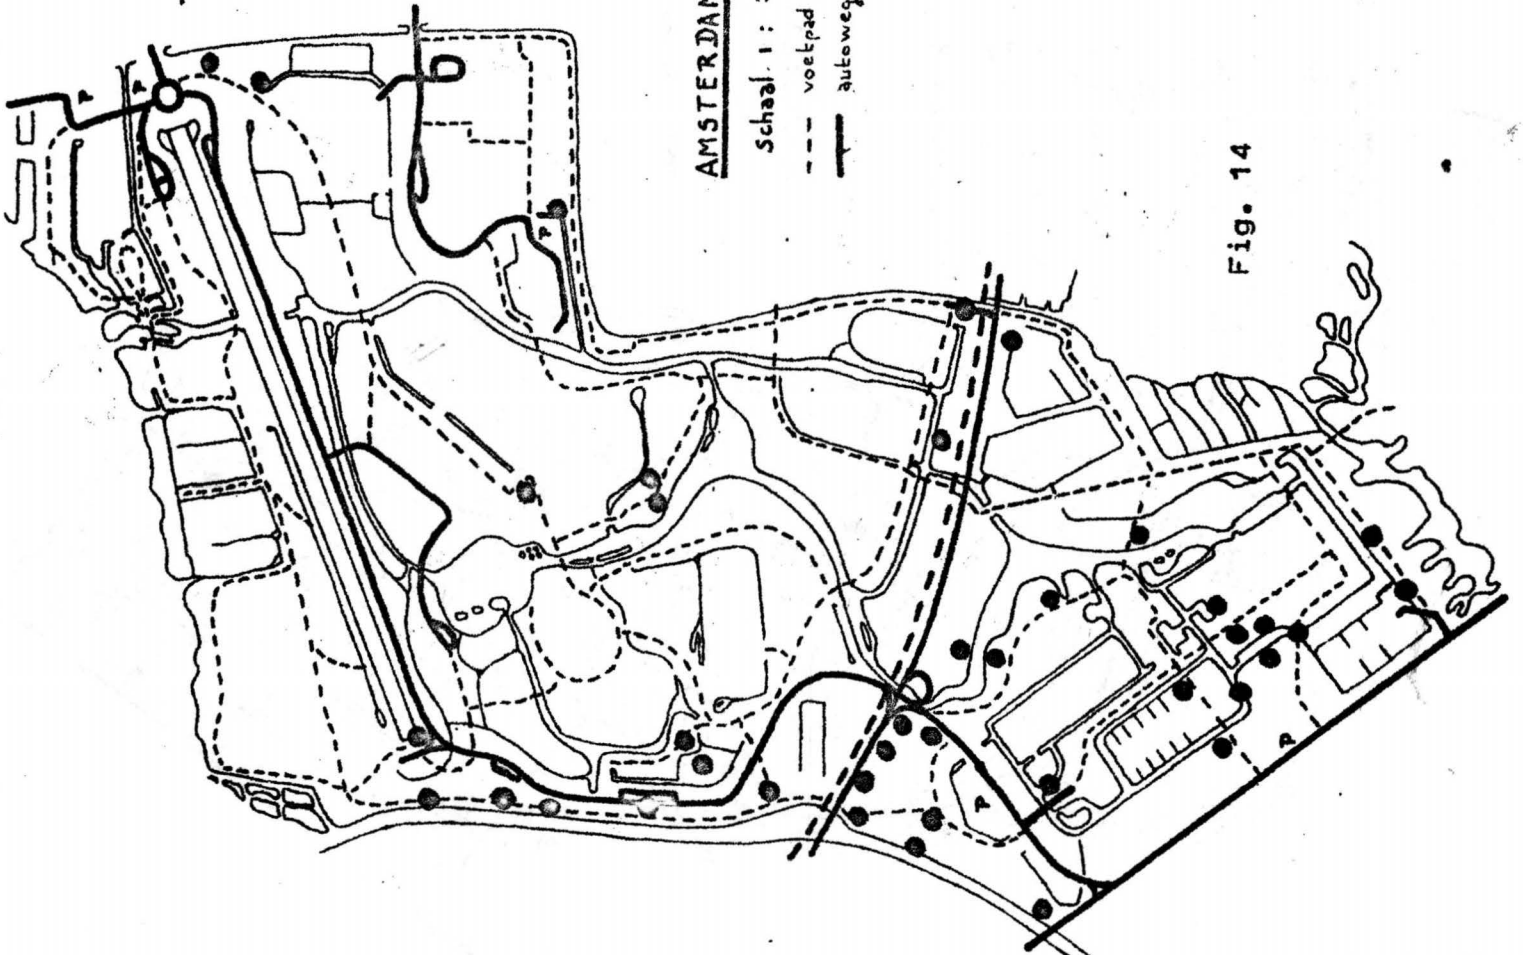 AMSTERDAM
Schaal 1:
voetpad
autoweg
Fig. 14
P
P
P
P
P